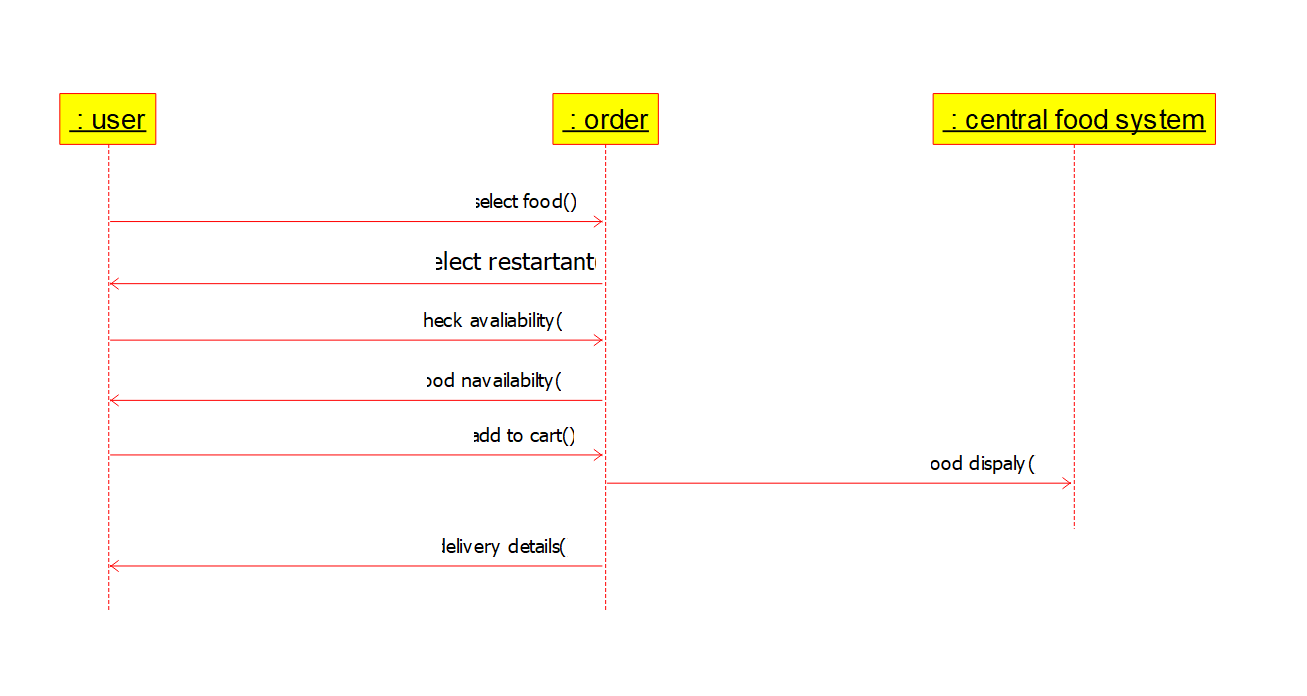 : user
: order
: central food system
select food()
elect restartant(
heck avaliability(
ood navailabilty(
add to cart()
ood dispaly(
delivery details(